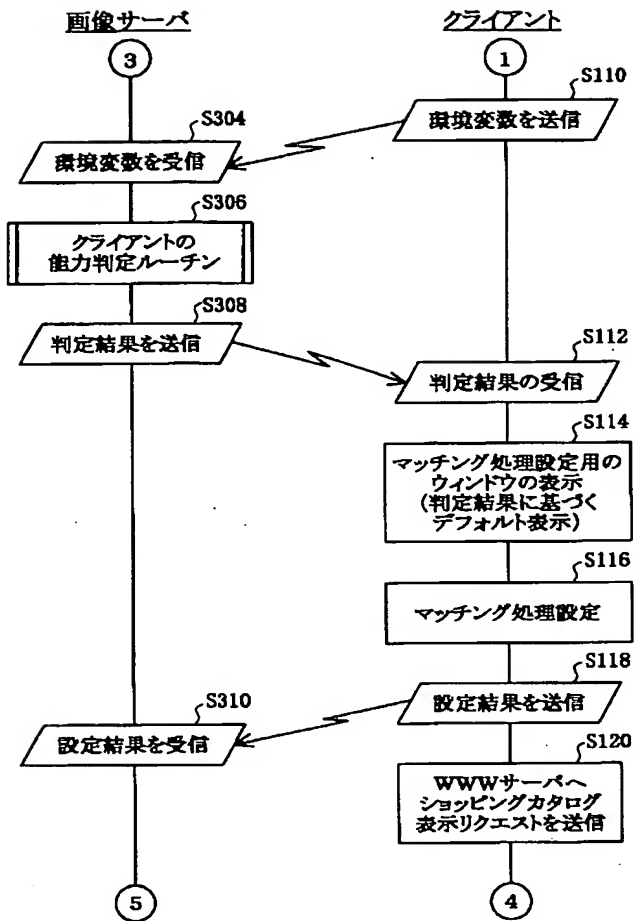 画像サーバ
クライアント
3
1
S110
環境変数を送信
S304
環境変数を受信
S306
クライアントの
能力判定ルーチン
S308
判定結果を送信
S112
判定結果の受信
S114
マッチング処理設定用の
ウィンドウの表示
(判定結果に基づく
デフォルト表示)
S116
マッチング処理設定
S118
設定結果を送信
S310
設定結果を受信
S120
WWWサーバへ
ショッピングカタログ
表示リクエストを送信
5
4